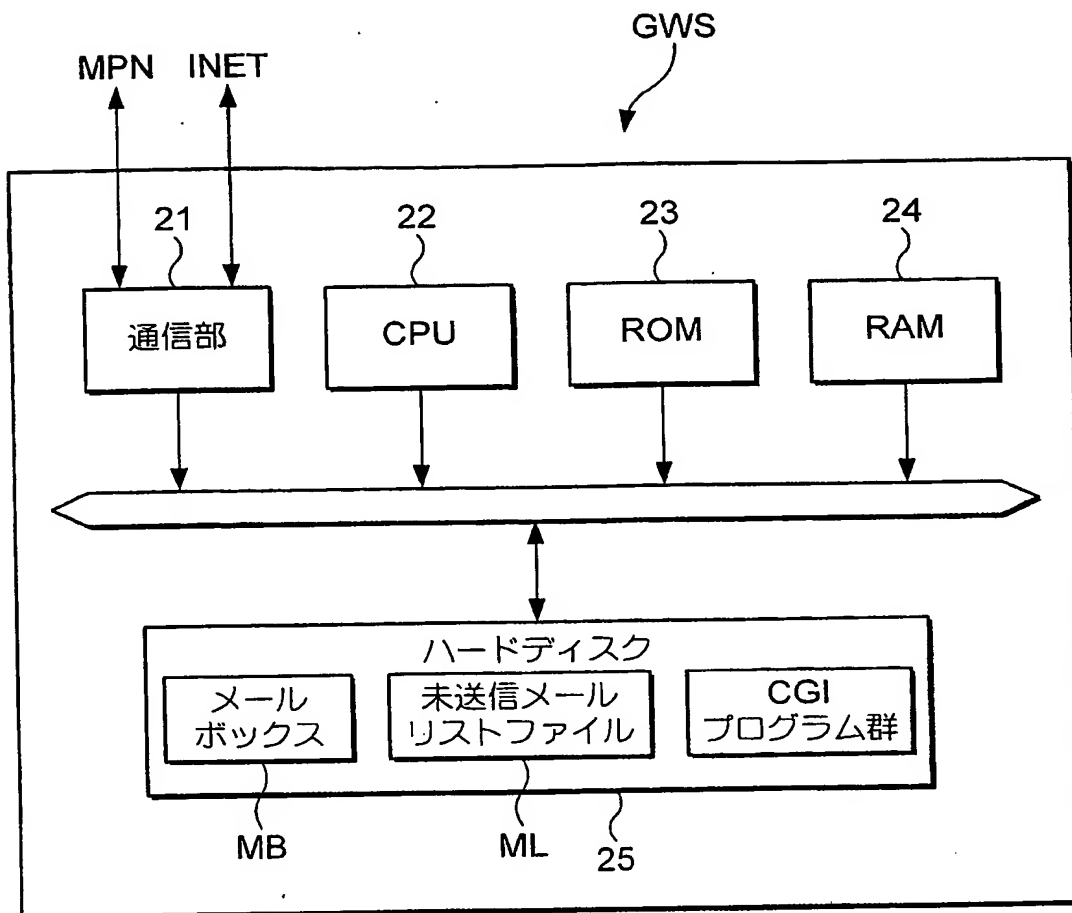 GWS
MPN INET
21
22
23
24
通信部
CPU
ROM
RAM
ハードディスク
メール
ボックス
未送信メール
リストファイル
CGI
プログラム群
MB
ML
25